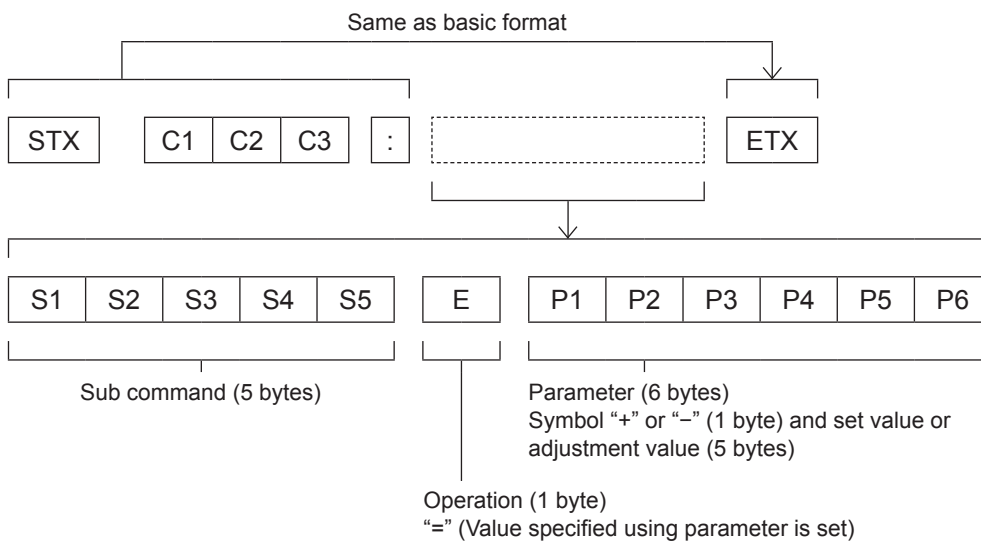 Same as basic format
STX C1 C2 C3 : ETX
S1 S2 S3 S4 S5 E P1 P2 P3 P4 P5 P6
Sub command (5 bytes)
Parameter (6 bytes)
Symbol “+” or “−” (1 byte) and set value or
adjustment value (5 bytes)
Operation (1 byte)
“=” (Value specified using parameter is set)